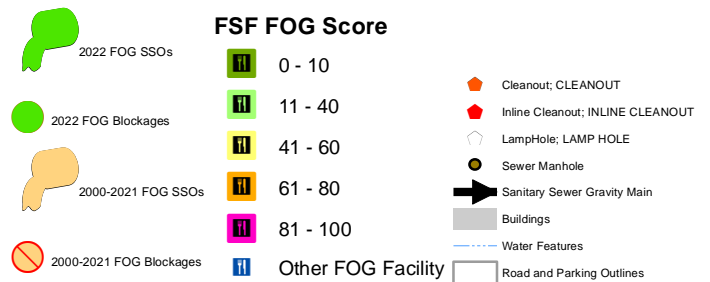 FSF FOG Score
2022 FOG SSOs
2022 FOG Blockages
2000-2021 FOG SSOs
2000-2021 FOG Blockages
0 - 10
11 - 40
41 - 60
61 - 80
81 - 100
Other FOG Facility
Cleanout; CLEANOUT
Inline Cleanout; INLINE CLEANOUT
LampHole; LAMP HOLE
Sewer Manhole
Sanitary Sewer Gravity Main
Buildings
Water Features
Road and Parking Outlines